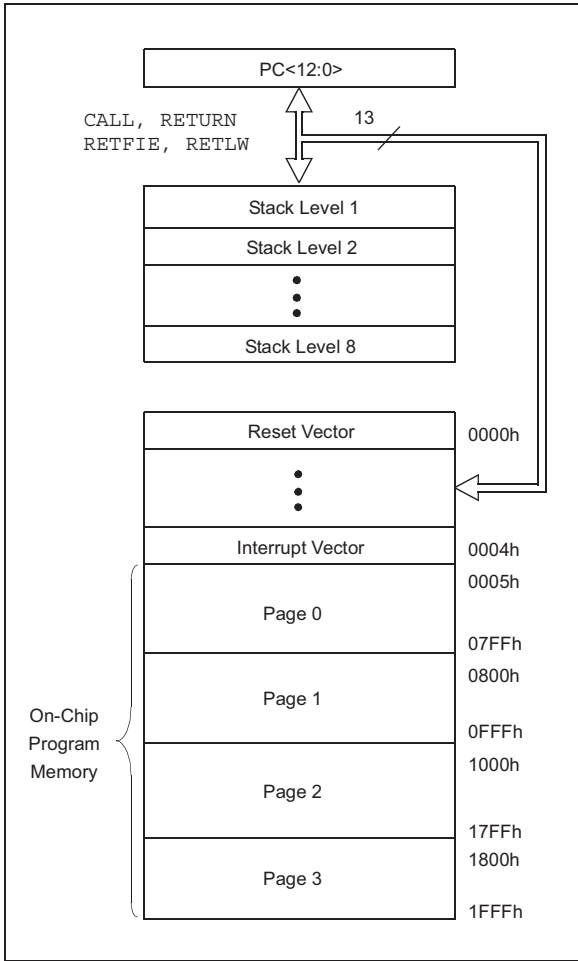 PC<12:0>
CALL, RETURN
RETFIE, RETLW
13
Stack Level 1
Stack Level 2
Stack Level 8
Reset Vector
0000h
Interrupt Vector
0004h
0005h
Page 0
07FFh
0800h
Page 1
0FFFh
On-Chip
Program
Memory
1000h
Page 2
17FFh
1800h
Page 3
1FFFh